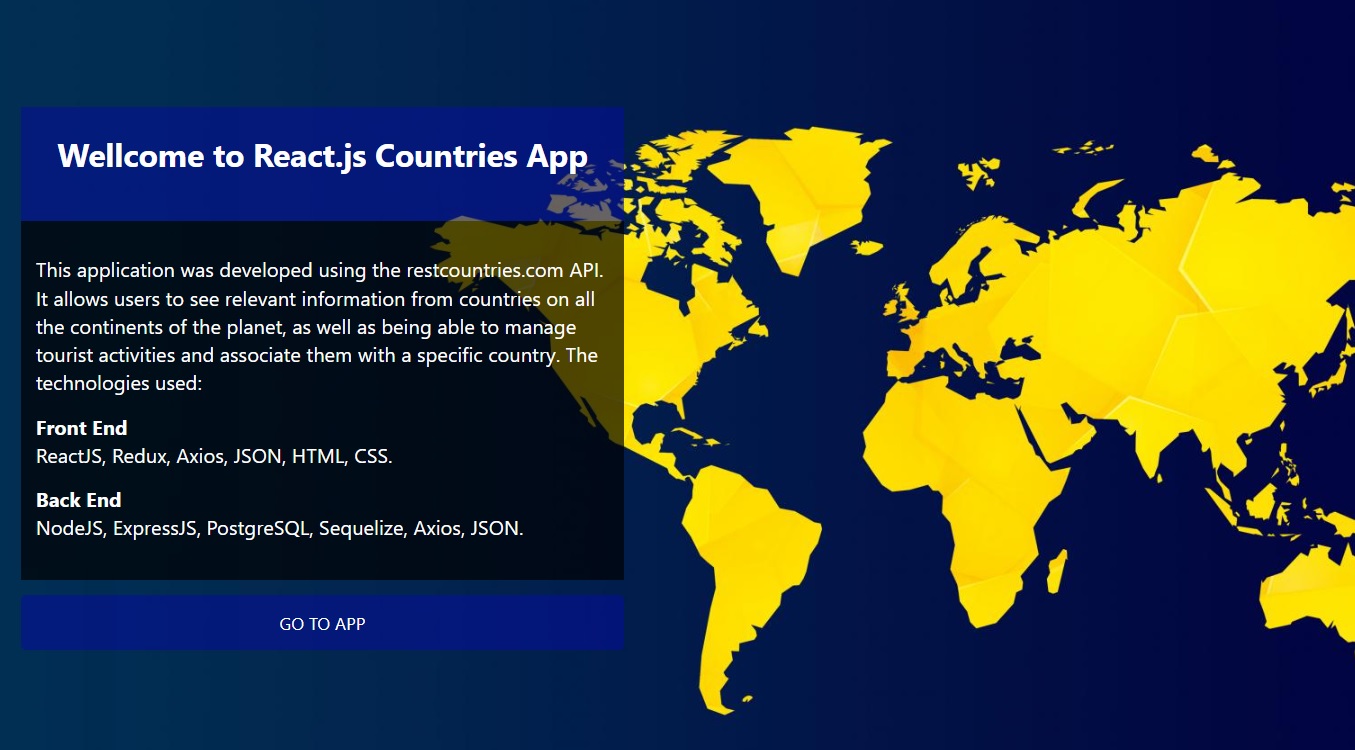 Wellcome to React.js Countries App
This application was developed using the restcountries.com API.
It allows users to see relevant information from countries on all
the continents of the planet, as well as being able to manage
tourist activities and associate them with a specific country. The
technologies used:
Front End
ReactJS, Redux, Axios, JSON, HTML, CSS.
Back End
NodeJS, ExpressJS, PostgreSQL, Sequelize, Axios, JSON.
GO TO APP